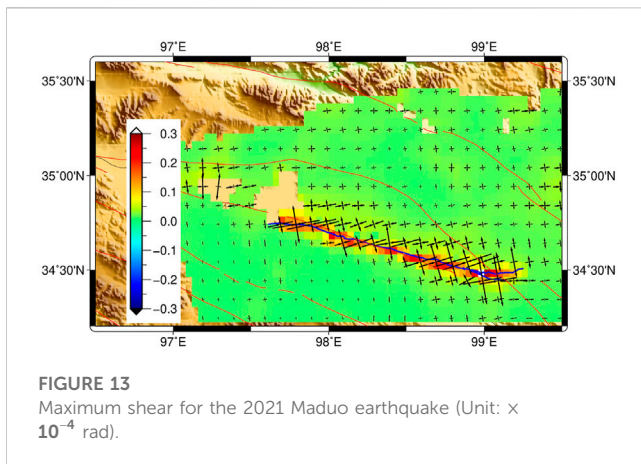 97°E 98°E 99°E
35°30'N 35°30'N
0.3
0.2
35°00'N 0.1 35°00'N
0.0
−0.1
−0.2
34°30'N −0.3 34°30'N
97°E 98°E 99°E
FIGURE 13
Maximum shear for the 2021 Maduo earthquake (Unit: ×
10⁻⁴ rad).